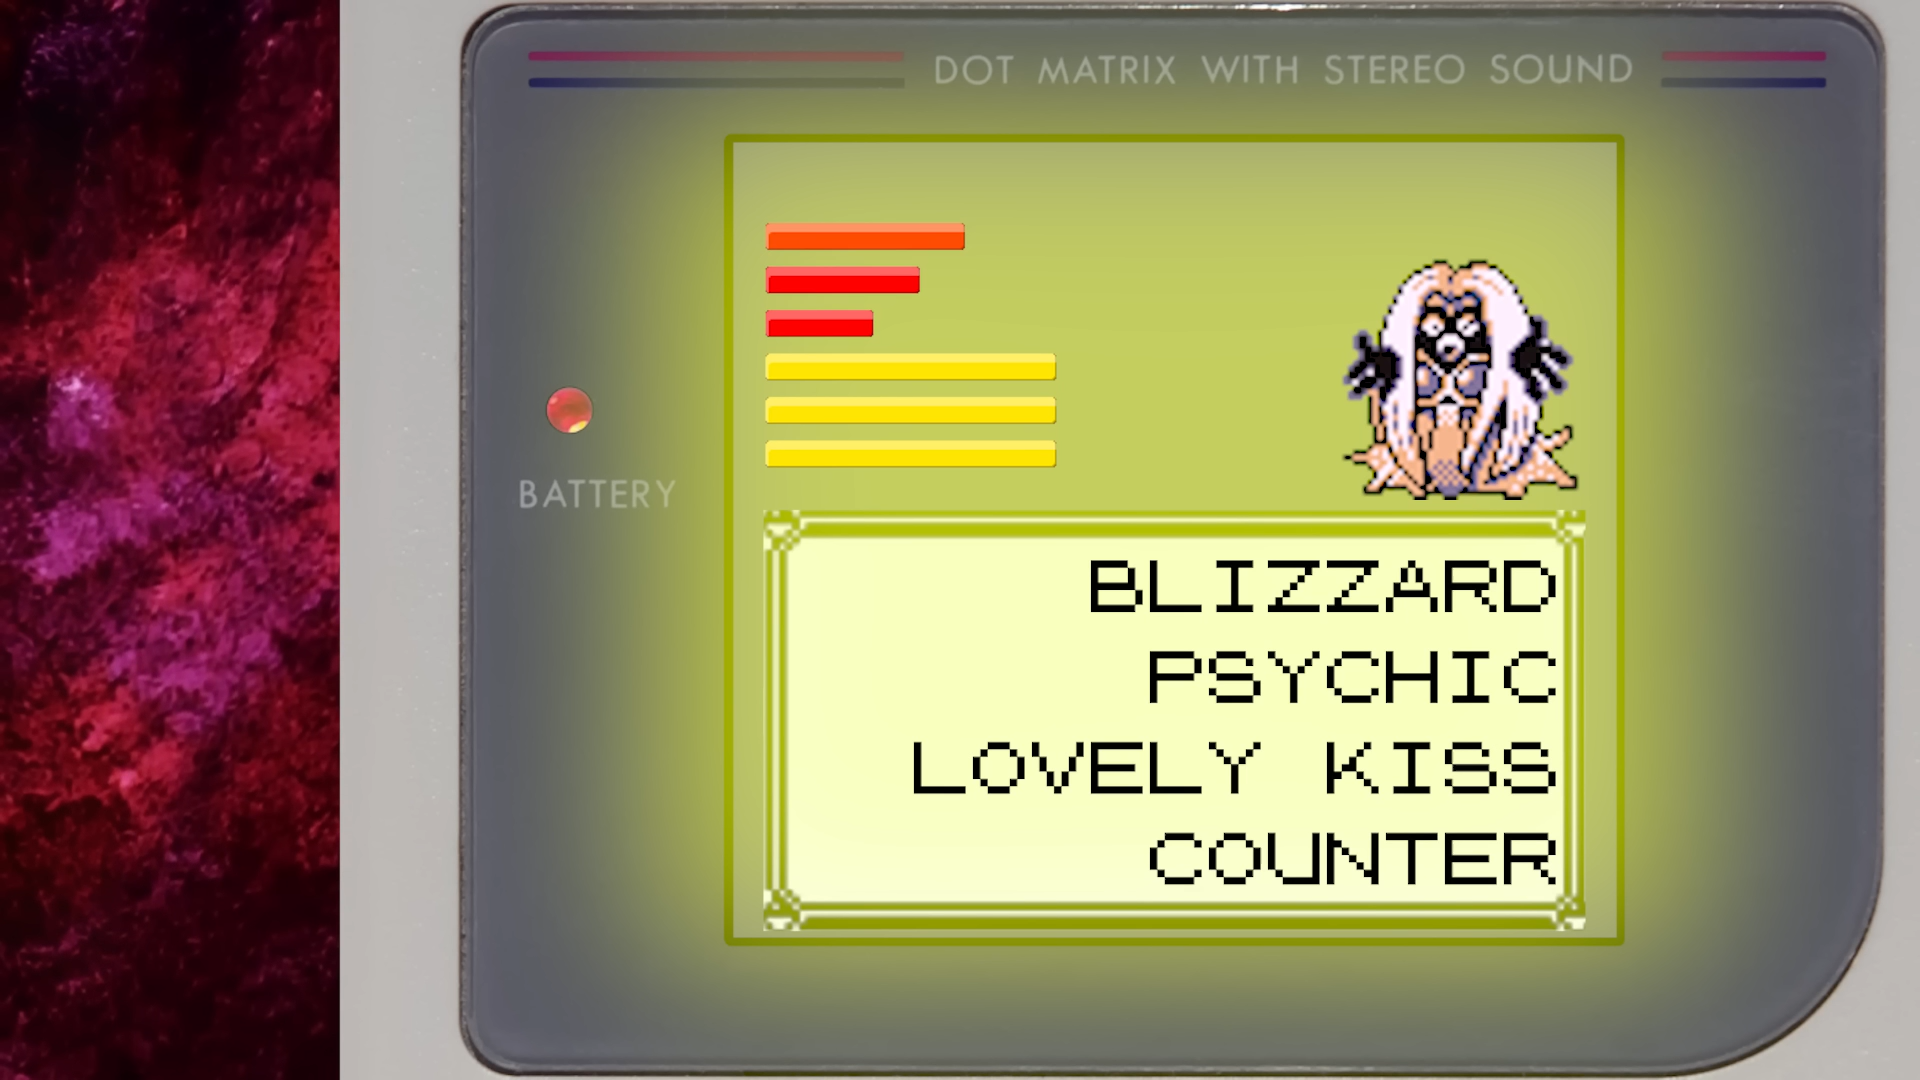 DOT MATRIX WITH STEREO SOUND
BATTERY
BLIZZARD
PSYCHIC
LOVELY KISS
COUNTER